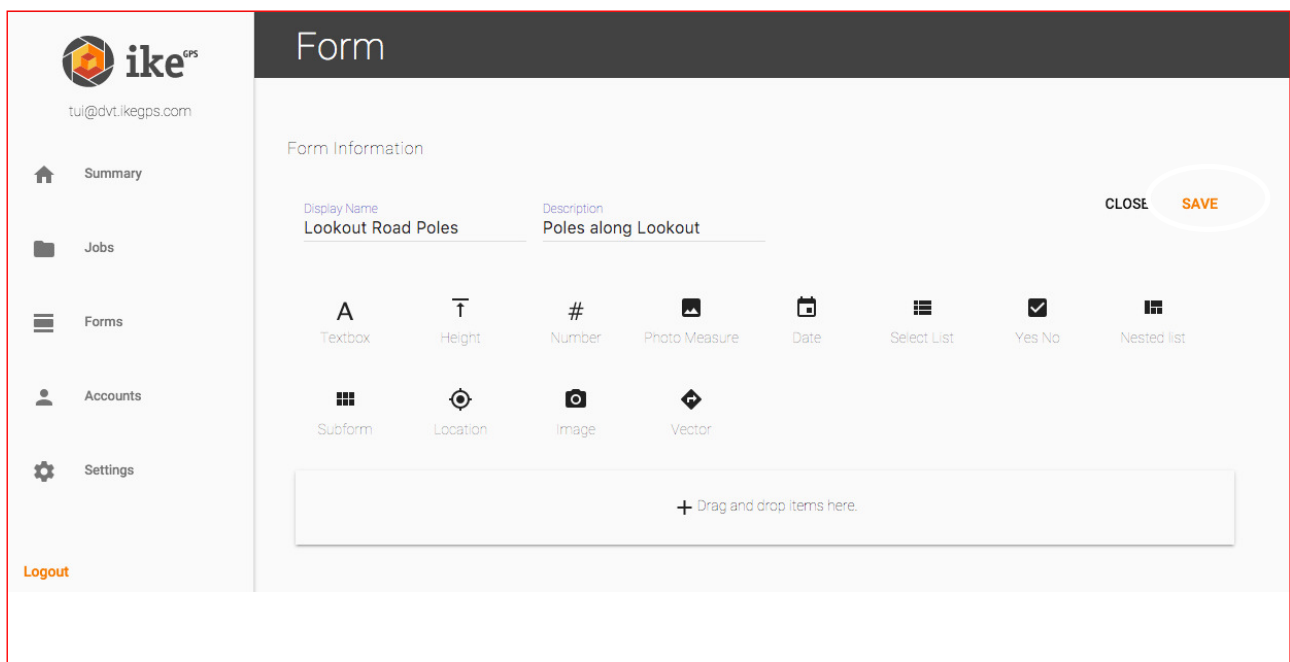 ike GPS
tui@dvt.ikegps.com
Summary
Jobs
Forms
Accounts
Settings
Logout
Form
Form Information
Display Name
Lookout Road Poles
Description
Poles along Lookout
CLOSE
SAVE
A
#
Textbox
Height
Number
Photo Measure
Date
Select List
Yes No
Nested list
Subform
Location
Image
Vector
+ Drag and drop items here.